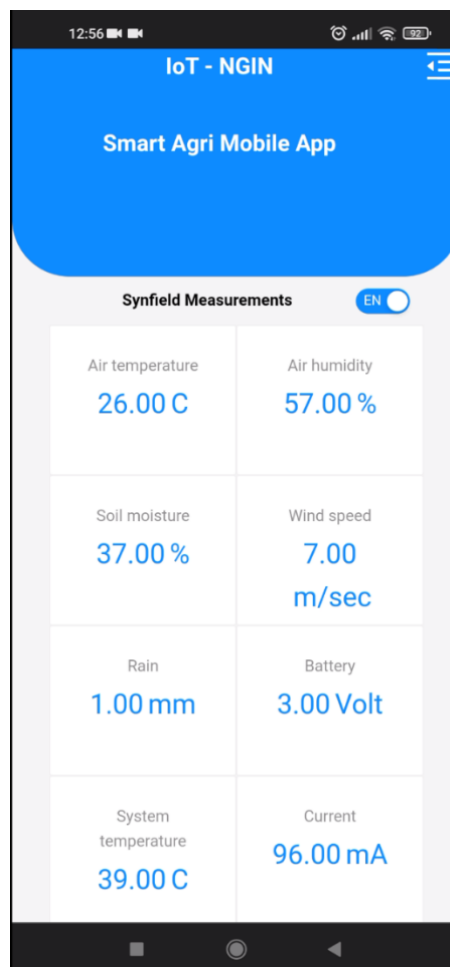 12:56
92
IoT - NGIN
Smart Agri Mobile App
Synfield Measurements
EN
Air temperature
26.00 C
Air humidity
57.00 %
Soil moisture
37.00 %
Wind speed
7.00
m/sec
Rain
1.00 mm
Battery
3.00 Volt
System
temperature
39.00 C
Current
96.00 mA